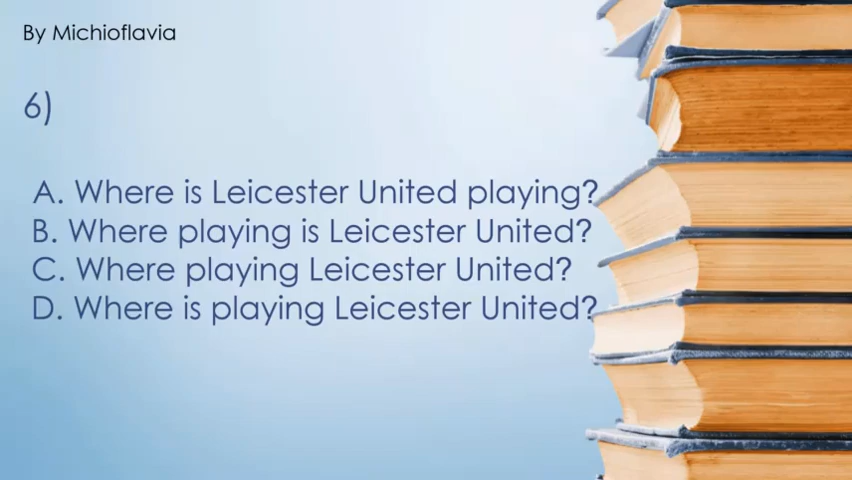 By Michioflavia
6)
A. Where is Leicester United playing?
B. Where playing is Leicester United?
C. Where playing Leicester United?
D. Where is playing Leicester United?